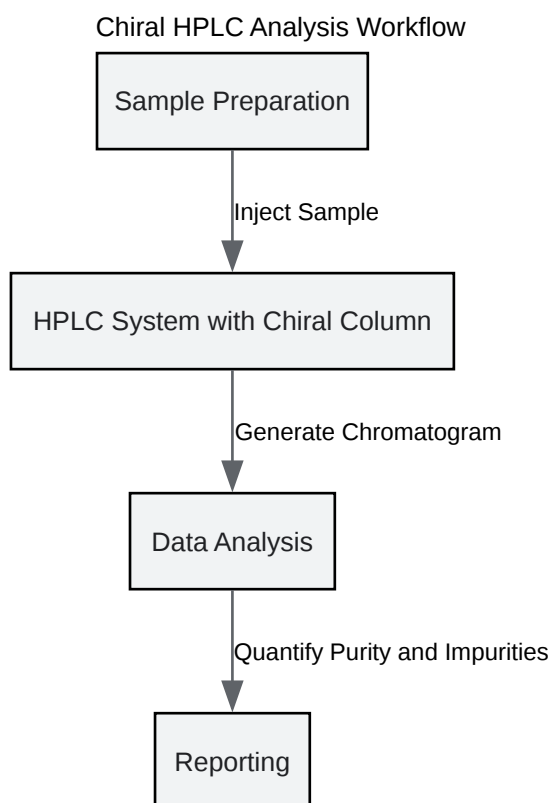 Chiral HPLC Analysis Workflow
Sample Preparation
Inject Sample
HPLC System with Chiral Column
Generate Chromatogram
Data Analysis
Quantify Purity and Impurities
Reporting